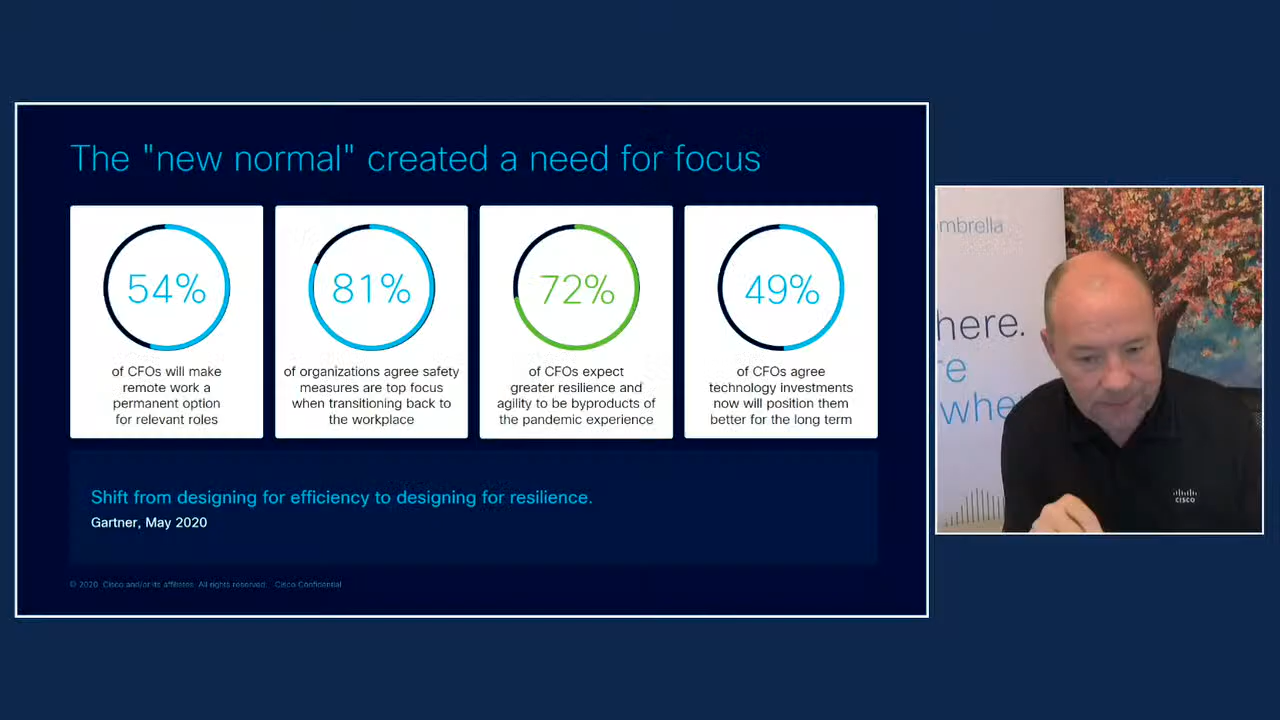 The "new normal" created a need for focus
54%
of CFOs will make
remote work a
permanent option
for relevant roles
81%
of organizations agree safety
measures are top focus
when transitioning back to
the workplace
72%
of CFOs expect
greater resilience and
agility to be byproducts of
the pandemic experience
49%
of CFOs agree
technology investments
now will position them
better for the long term
Shift from designing for efficiency to designing for resilience.
Gartner, May 2020
© 2020 Cisco and/or its affiliates. All rights reserved. Cisco Confidential
mbrella
here.
re
whe
CISCO